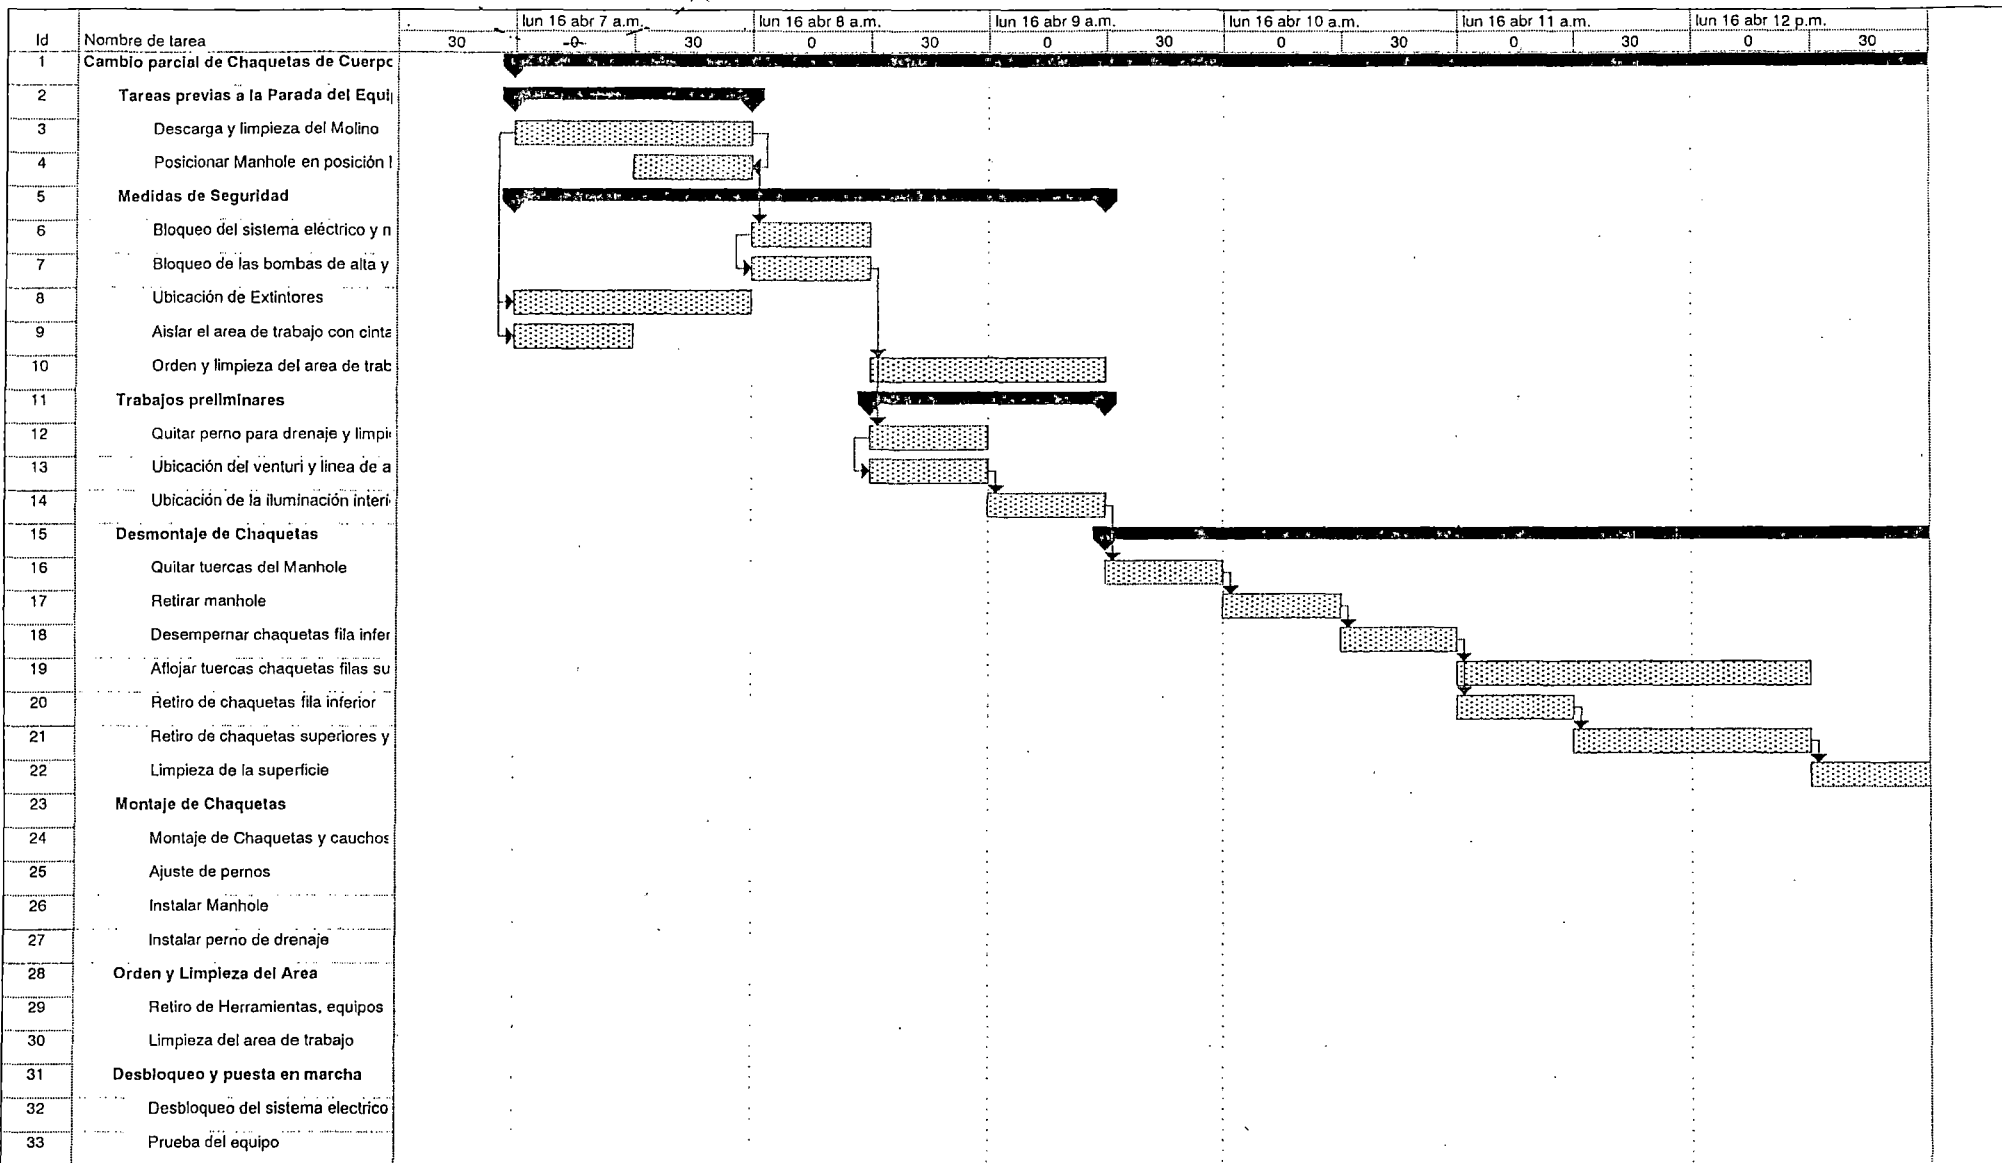 lun 16 abr 7 a.m. lun 16 abr 8 a.m. lun 16 abr 9 a.m. lun 16 abr 10 a.m. lun 16 abr 11 a.m. lun 16 abr 12 p.m.
Id Nombre de tarea 30 0 30 0 30 0 30 0 30 0 30 0 30
1 Cambio parcial de Chaquetas de Cuerpo
2 Tareas previas a la Parada del Equi
3 Descarga y limpieza del Molino
4 Posicionar Manhole en posición
5 Medidas de Seguridad
6 Bloqueo del sistema eléctrico y
7 Bloqueo de las bombas de alta y
8 Ubicación de Extintores
9 Aislar el area de trabajo con cinta
10 Orden y limpieza del area de trab
11 Trabajos preliminares
12 Quitar perno para drenaje y limpi
13 Ubicación del venturi y linea de a
14 Ubicación de la iluminación interi
15 Desmontaje de Chaquetas
16 Quitar tuercas del Manhole
17 Retirar manhole
18 Desempernar chaquetas fila infer
19 Aflojar tuercas chaquetas filas su
20 Retiro de chaquetas fila inferior
21 Retiro de chaquetas superiores y
22 Limpieza de la superficie
23 Montaje de Chaquetas
24 Montaje de Chaquetas y cauchos
25 Ajuste de pernos
26 Instalar Manhole
27 Instalar perno de drenaje
28 Orden y Limpieza del Area
29 Retiro de Herramientas, equipos
30 Limpieza del area de trabajo
31 Desbloqueo y puesta en marcha
32 Desbloqueo del sistema electrico
33 Prueba del equipo